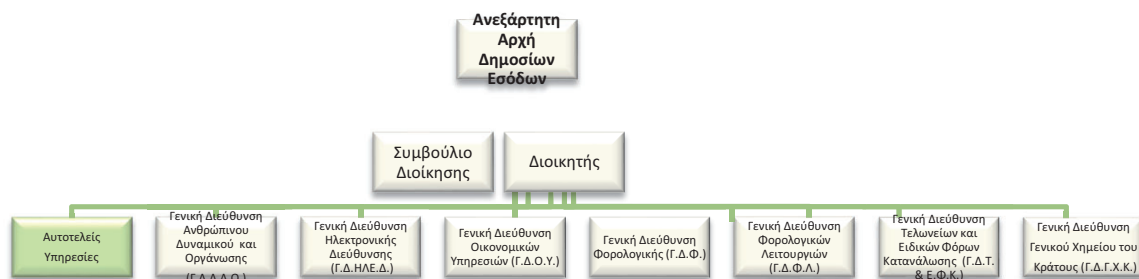 Ανεξάρτητη
Αρχή
Δημοσίων
Εσόδων
Συμβούλιο
Διοίκησης
Διοικητής
Αυτοτελείς
Υπηρεσίες
Γενική Διεύθυνση
Ανθρώπινου
Δυναμικού και
Οργάνωσης
(Γ.Δ.Α.Δ.Ο.)
Γενική Διεύθυνση
Ηλεκτρονικής
Διεύθυνσης
(Γ.Δ.ΗΛΕ.Δ.)
Γενική Διεύθυνση
Οικονομικών
Υπηρεσιών (Γ.Δ.Ο.Υ.)
Γενική Διεύθυνση
Φορολογικής (Γ.Δ.Φ.)
Γενική Διεύθυνση
Φορολογικών
Λειτουργιών
(Γ.Δ.Φ.Λ.)
Γενική Διεύθυνση
Τελωνείων και
Ειδικών Φόρων
Κατανάλωσης (Γ.Δ.Τ.
& Ε.Φ.Κ.)
Γενική Διεύθυνση
Γενικού Χημείου του
Κράτους (Γ.Δ.Γ.Χ.Κ.)